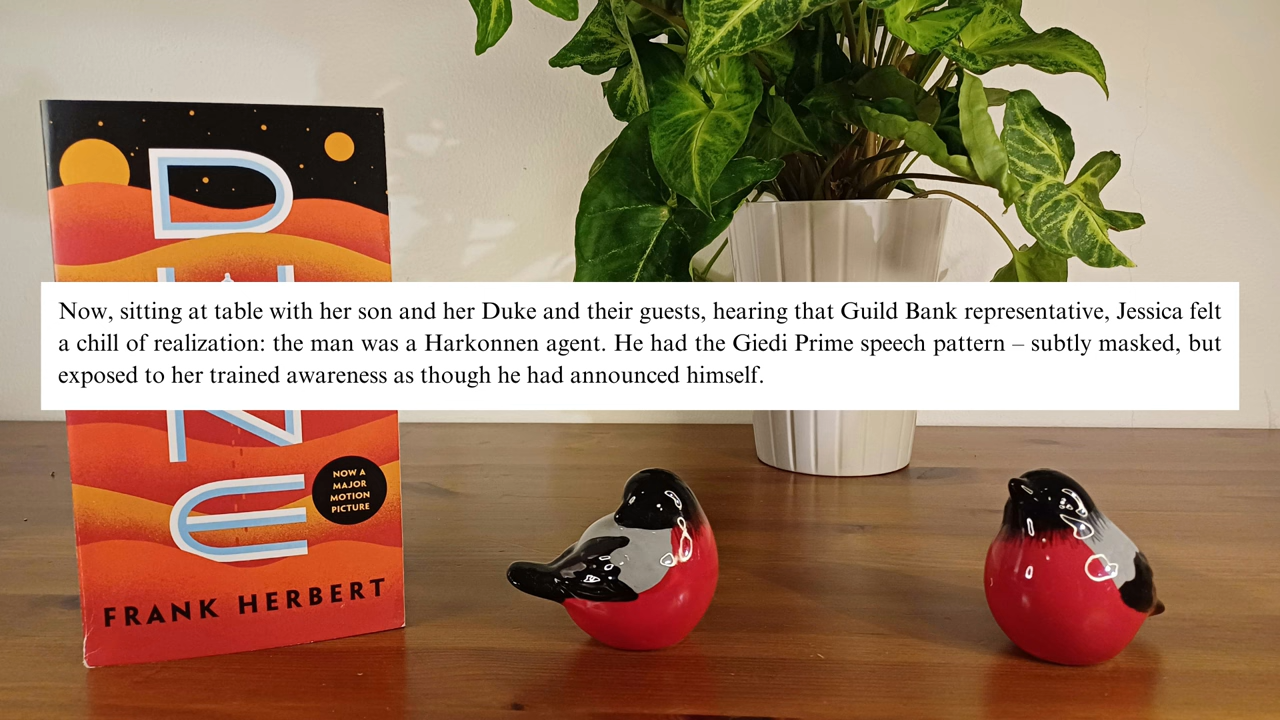 D
N
E
NOW A
MAJOR
MOTION
PICTURE
FRANK HERBERT
Now, sitting at table with her son and her Duke and their guests, hearing that Guild Bank representative, Jessica felt
a chill of realization: the man was a Harkonnen agent. He had the Giedi Prime speech pattern – subtly masked, but
exposed to her trained awareness as though he had announced himself.